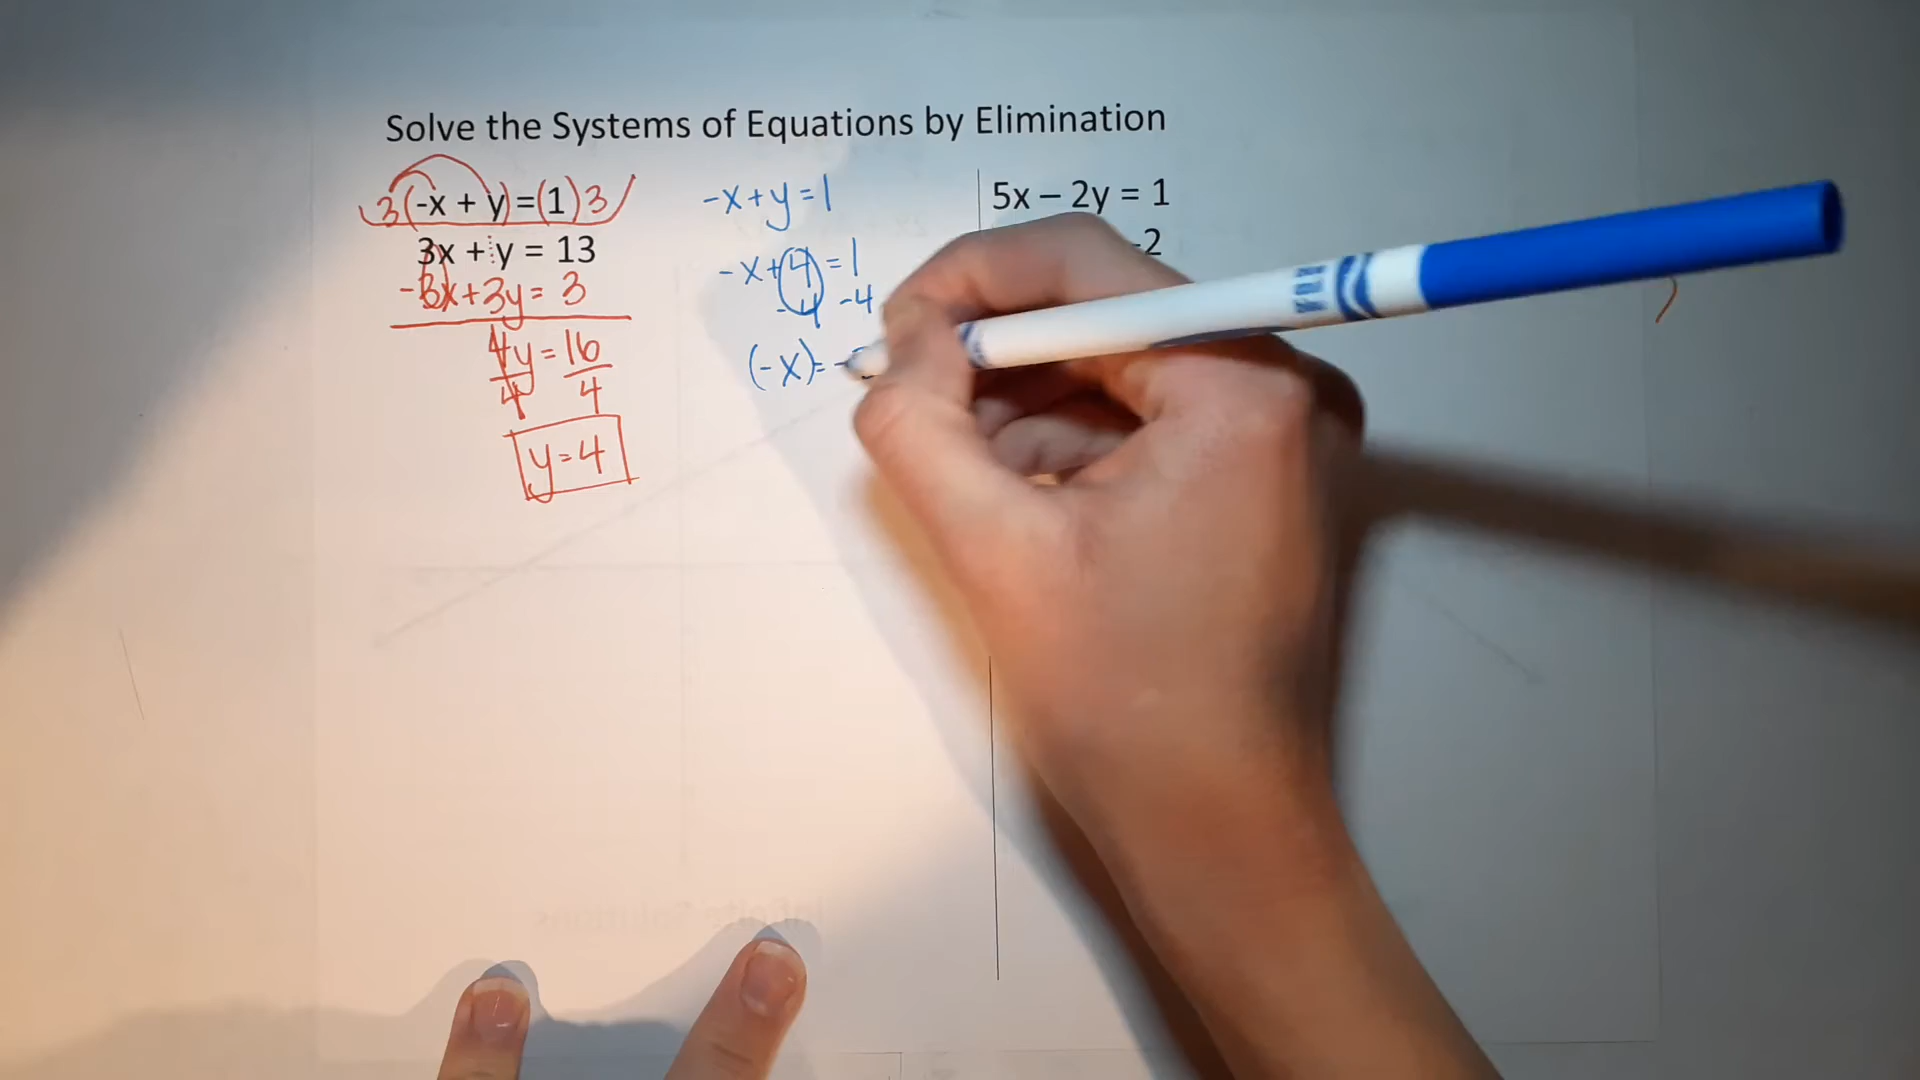 Solve the Systems of Equations by Elimination
3(-x + y)=(1)3
3x + y = 13
-3x+3y= 3
4y=16
4 4
y=4
-x+y=1
-x+4=1
-4 -4
(-x)=
5x – 2y = 1
-2